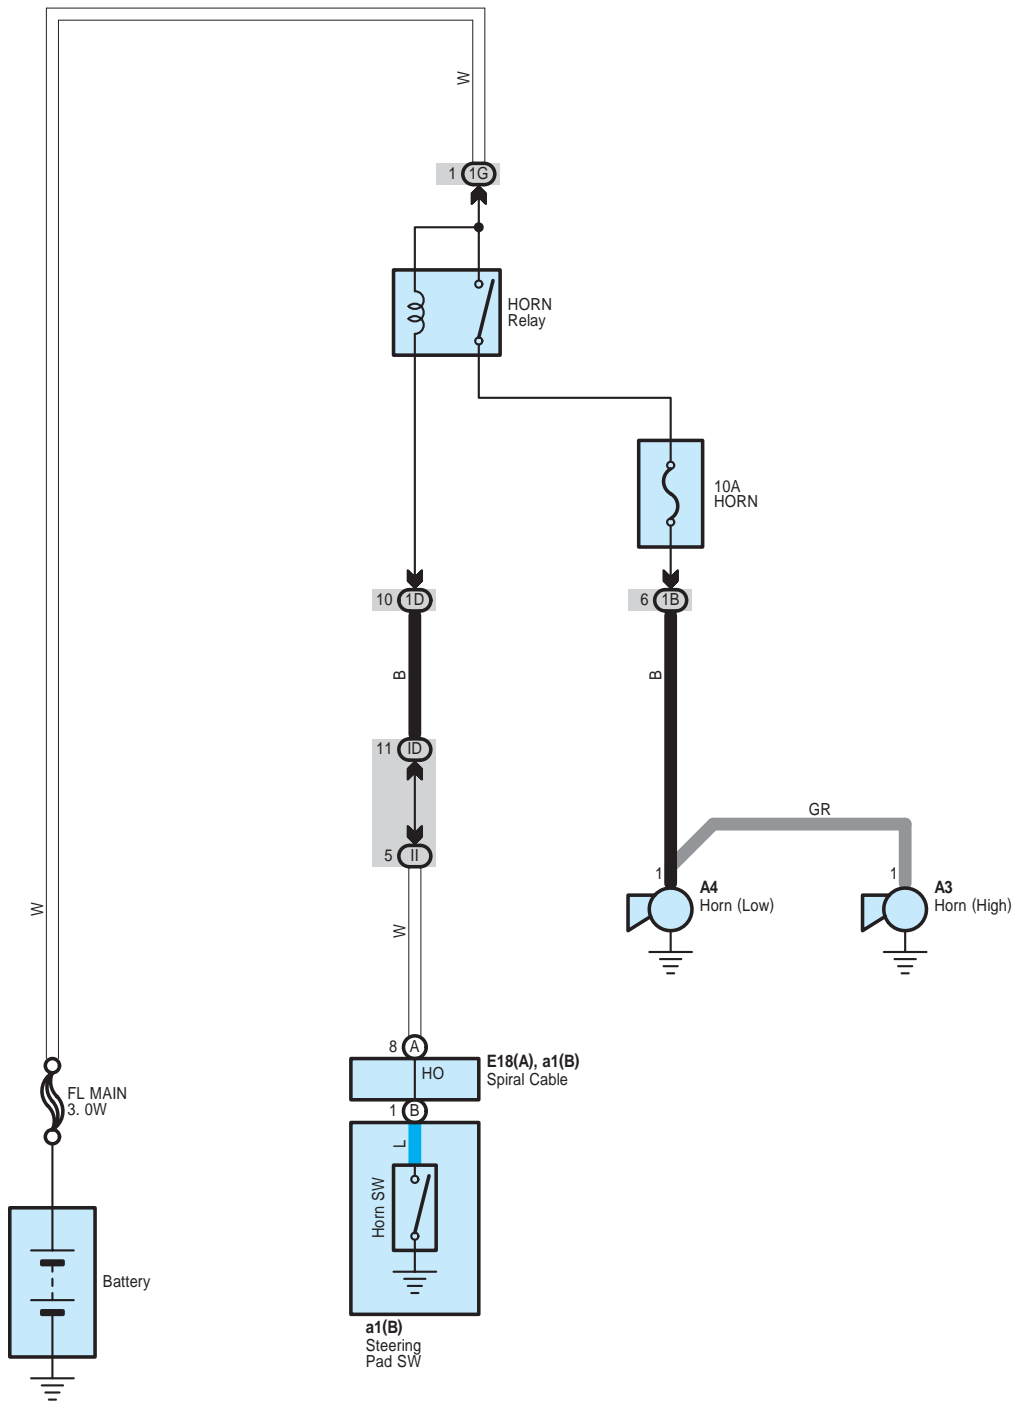 W
1 1G
HORN
Relay
10A
HORN
10 1D
6 1B
B
B
11 ID
GR
5 II
1
A4
Horn (Low)
1
A3
Horn (High)
W
W
8 A
E18(A), a1(B)
Spiral Cable
HO
FL MAIN
3. 0W
1 B
L
Horn SW
Battery
a1(B)
Steering
Pad SW